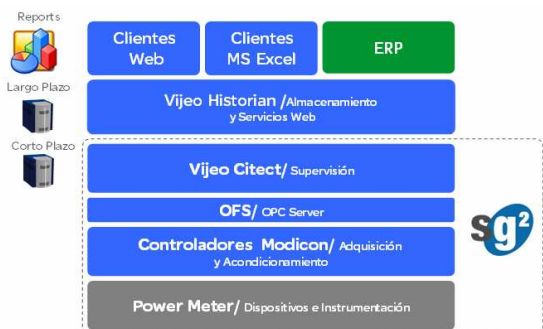 Reports
Clientes
Web
Clientes
MS Excel
ERP
Largo Plazo
Vijeo Historian /Almacenamiento
y Servicios Web
Corto Plazo
Vijeo Citect/ Supervisión
OFS/ OPC Server
Controladores Modicon/ Adquisición
y Acondicionamiento
sg²
Power Meter/ Dispositivos e Instrumentación